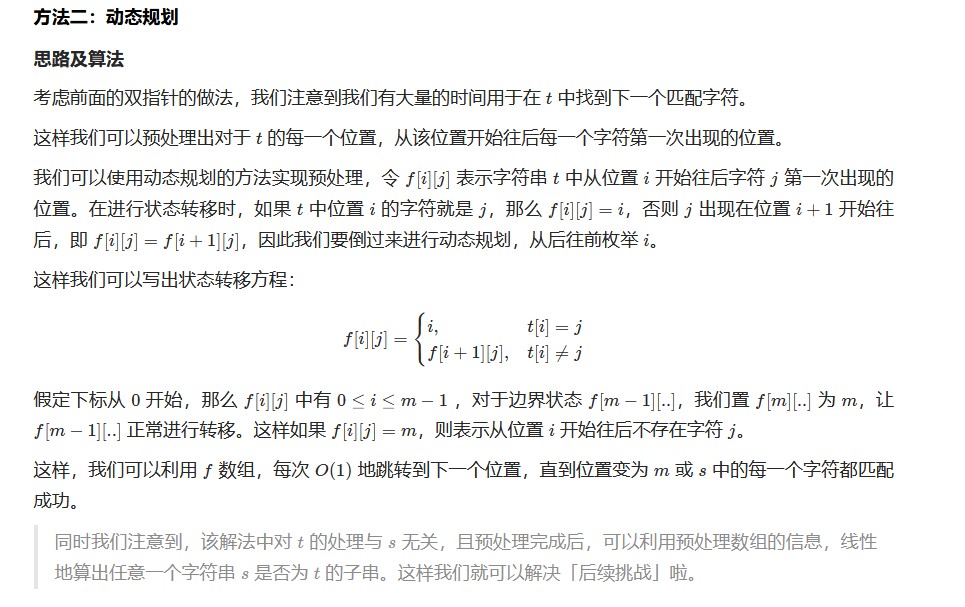 方法二：动态规划
思路及算法
考虑前面的双指针的做法，我们注意到我们有大量的时间用于在 t 中找到下一个匹配字符。
这样我们可以预处理出对于 t 的每一个位置，从该位置开始往后每一个字符第一次出现的位置。
我们可以使用动态规划的方法实现预处理，令 f[i][j] 表示字符串 t 中从位置 i 开始往后字符 j 第一次出现的
位置。在进行状态转移时，如果 t 中位置 i 的字符就是 j，那么 f[i][j] = i，否则 j 出现在位置 i + 1 开始往
后，即 f[i][j] = f[i + 1][j]，因此我们要倒过来进行动态规划，从后往前枚举 i。
这样我们可以写出状态转移方程：
f[i][j] = { i, t[i] = j
f[i + 1][j], t[i] ≠ j
假定下标从 0 开始，那么 f[i][j] 中有 0 ≤ i ≤ m − 1 ，对于边界状态 f[m − 1][..]，我们置 f[m][..] 为 m，让
f[m − 1][..] 正常进行转移。这样如果 f[i][j] = m，则表示从位置 i 开始往后不存在字符 j。
这样，我们可以利用 f 数组，每次 O(1) 地跳转到下一个位置，直到位置变为 m 或 s 中的每一个字符都匹配
成功。
同时我们注意到，该解法中对 t 的处理与 s 无关，且预处理完成后，可以利用预处理数组的信息，线性
地算出任意一个字符串 s 是否为 t 的子串。这样我们就可以解决「后续挑战」啦。